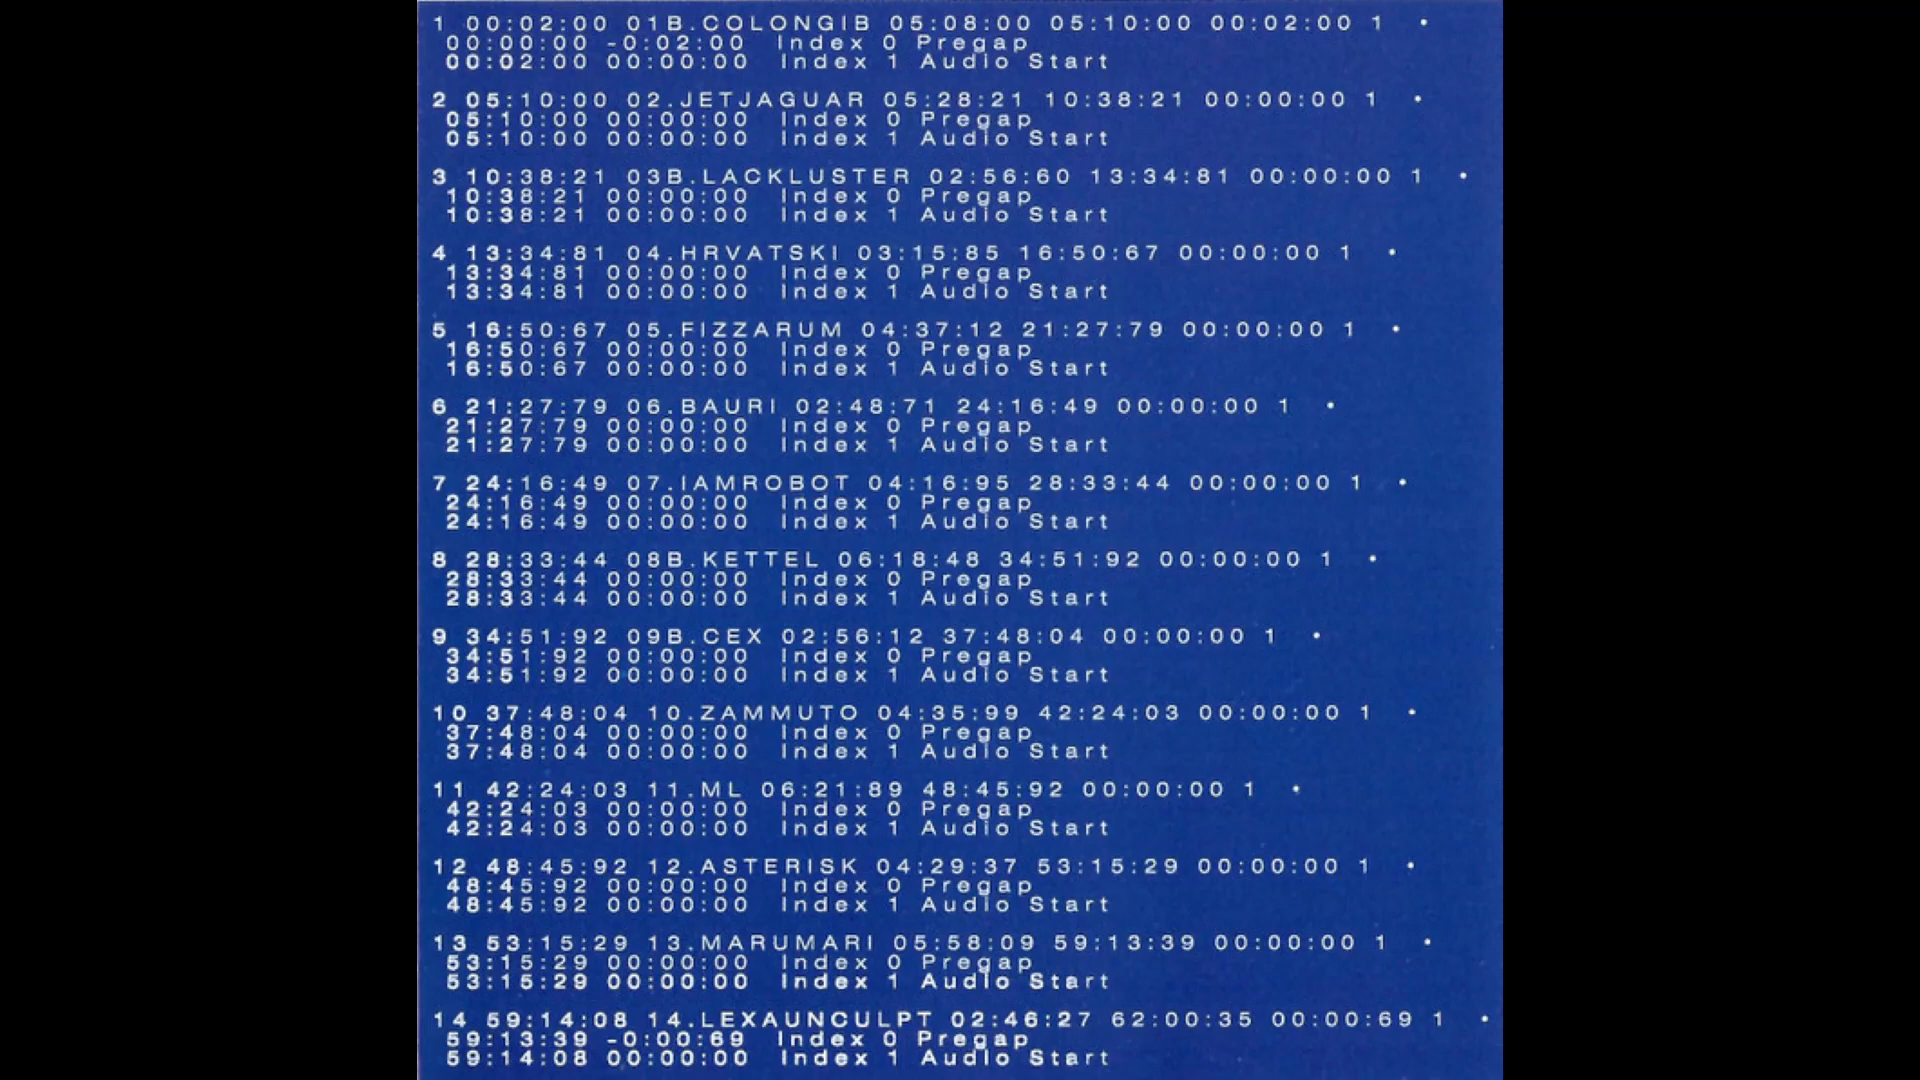 1 00:02:00 01B.COLONGIB 05:08:00 05:10:00 00:02:00 1 •
00:00:00 -0:02:00 Index 0 Pregap
00:02:00 00:00:00 Index 1 Audio Start
2 05:10:00 02.JETJAGUAR 05:28:21 10:38:21 00:00:00 1 •
05:10:00 00:00:00 Index 0 Pregap
05:10:00 00:00:00 Index 1 Audio Start
3 10:38:21 03B.LACKLUSTER 02:56:60 13:34:81 00:00:00 1 •
10:38:21 00:00:00 Index 0 Pregap
10:38:21 00:00:00 Index 1 Audio Start
4 13:34:81 04.HRVATSKI 03:15:85 16:50:67 00:00:00 1 •
13:34:81 00:00:00 Index 0 Pregap
13:34:81 00:00:00 Index 1 Audio Start
5 16:50:67 05.FIZZARUM 04:37:12 21:27:79 00:00:00 1 •
16:50:67 00:00:00 Index 0 Pregap
16:50:67 00:00:00 Index 1 Audio Start
6 21:27:79 06.BAURI 02:48:71 24:16:49 00:00:00 1 •
21:27:79 00:00:00 Index 0 Pregap
21:27:79 00:00:00 Index 1 Audio Start
7 24:16:49 07.IAMROBOT 04:16:95 28:33:44 00:00:00 1 •
24:16:49 00:00:00 Index 0 Pregap
24:16:49 00:00:00 Index 1 Audio Start
8 28:33:44 08B.KETTEL 06:18:48 34:51:92 00:00:00 1 •
28:33:44 00:00:00 Index 0 Pregap
28:33:44 00:00:00 Index 1 Audio Start
9 34:51:92 09B.CEX 02:56:12 37:48:04 00:00:00 1 •
34:51:92 00:00:00 Index 0 Pregap
34:51:92 00:00:00 Index 1 Audio Start
10 37:48:04 10.ZAMMUTO 04:35:99 42:24:03 00:00:00 1 •
37:48:04 00:00:00 Index 0 Pregap
37:48:04 00:00:00 Index 1 Audio Start
11 42:24:03 11.ML 06:21:89 48:45:92 00:00:00 1 •
42:24:03 00:00:00 Index 0 Pregap
42:24:03 00:00:00 Index 1 Audio Start
12 48:45:92 12.ASTERISK 04:29:37 53:15:29 00:00:00 1 •
48:45:92 00:00:00 Index 0 Pregap
48:45:92 00:00:00 Index 1 Audio Start
13 53:15:29 13.MARUMARI 05:58:09 59:13:39 00:00:00 1 •
53:15:29 00:00:00 Index 0 Pregap
53:15:29 00:00:00 Index 1 Audio Start
14 59:14:08 14.LEXAUNCULPT 02:46:27 62:00:35 00:00:69 1 •
59:13:39 -0:00:69 Index 0 Pregap
59:14:08 00:00:00 Index 1 Audio Start